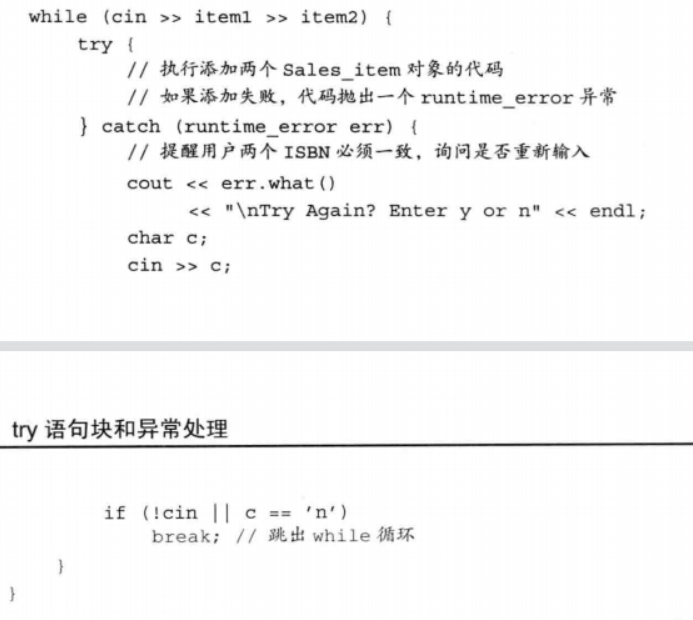 while (cin >> item1 >> item2) {
    try {
        // 执行添加两个 Sales_item 对象的代码
        // 如果添加失败，代码抛出一个 runtime_error 异常
    } catch (runtime_error err) {
        // 提醒用户两个 ISBN 必须一致，询问是否重新输入
        cout << err.what()
             << "\nTry Again? Enter y or n" << endl;
        char c;
        cin >> c;
try 语句块和异常处理
        if (!cin || c == 'n')
            break; // 跳出 while 循环
    }
}